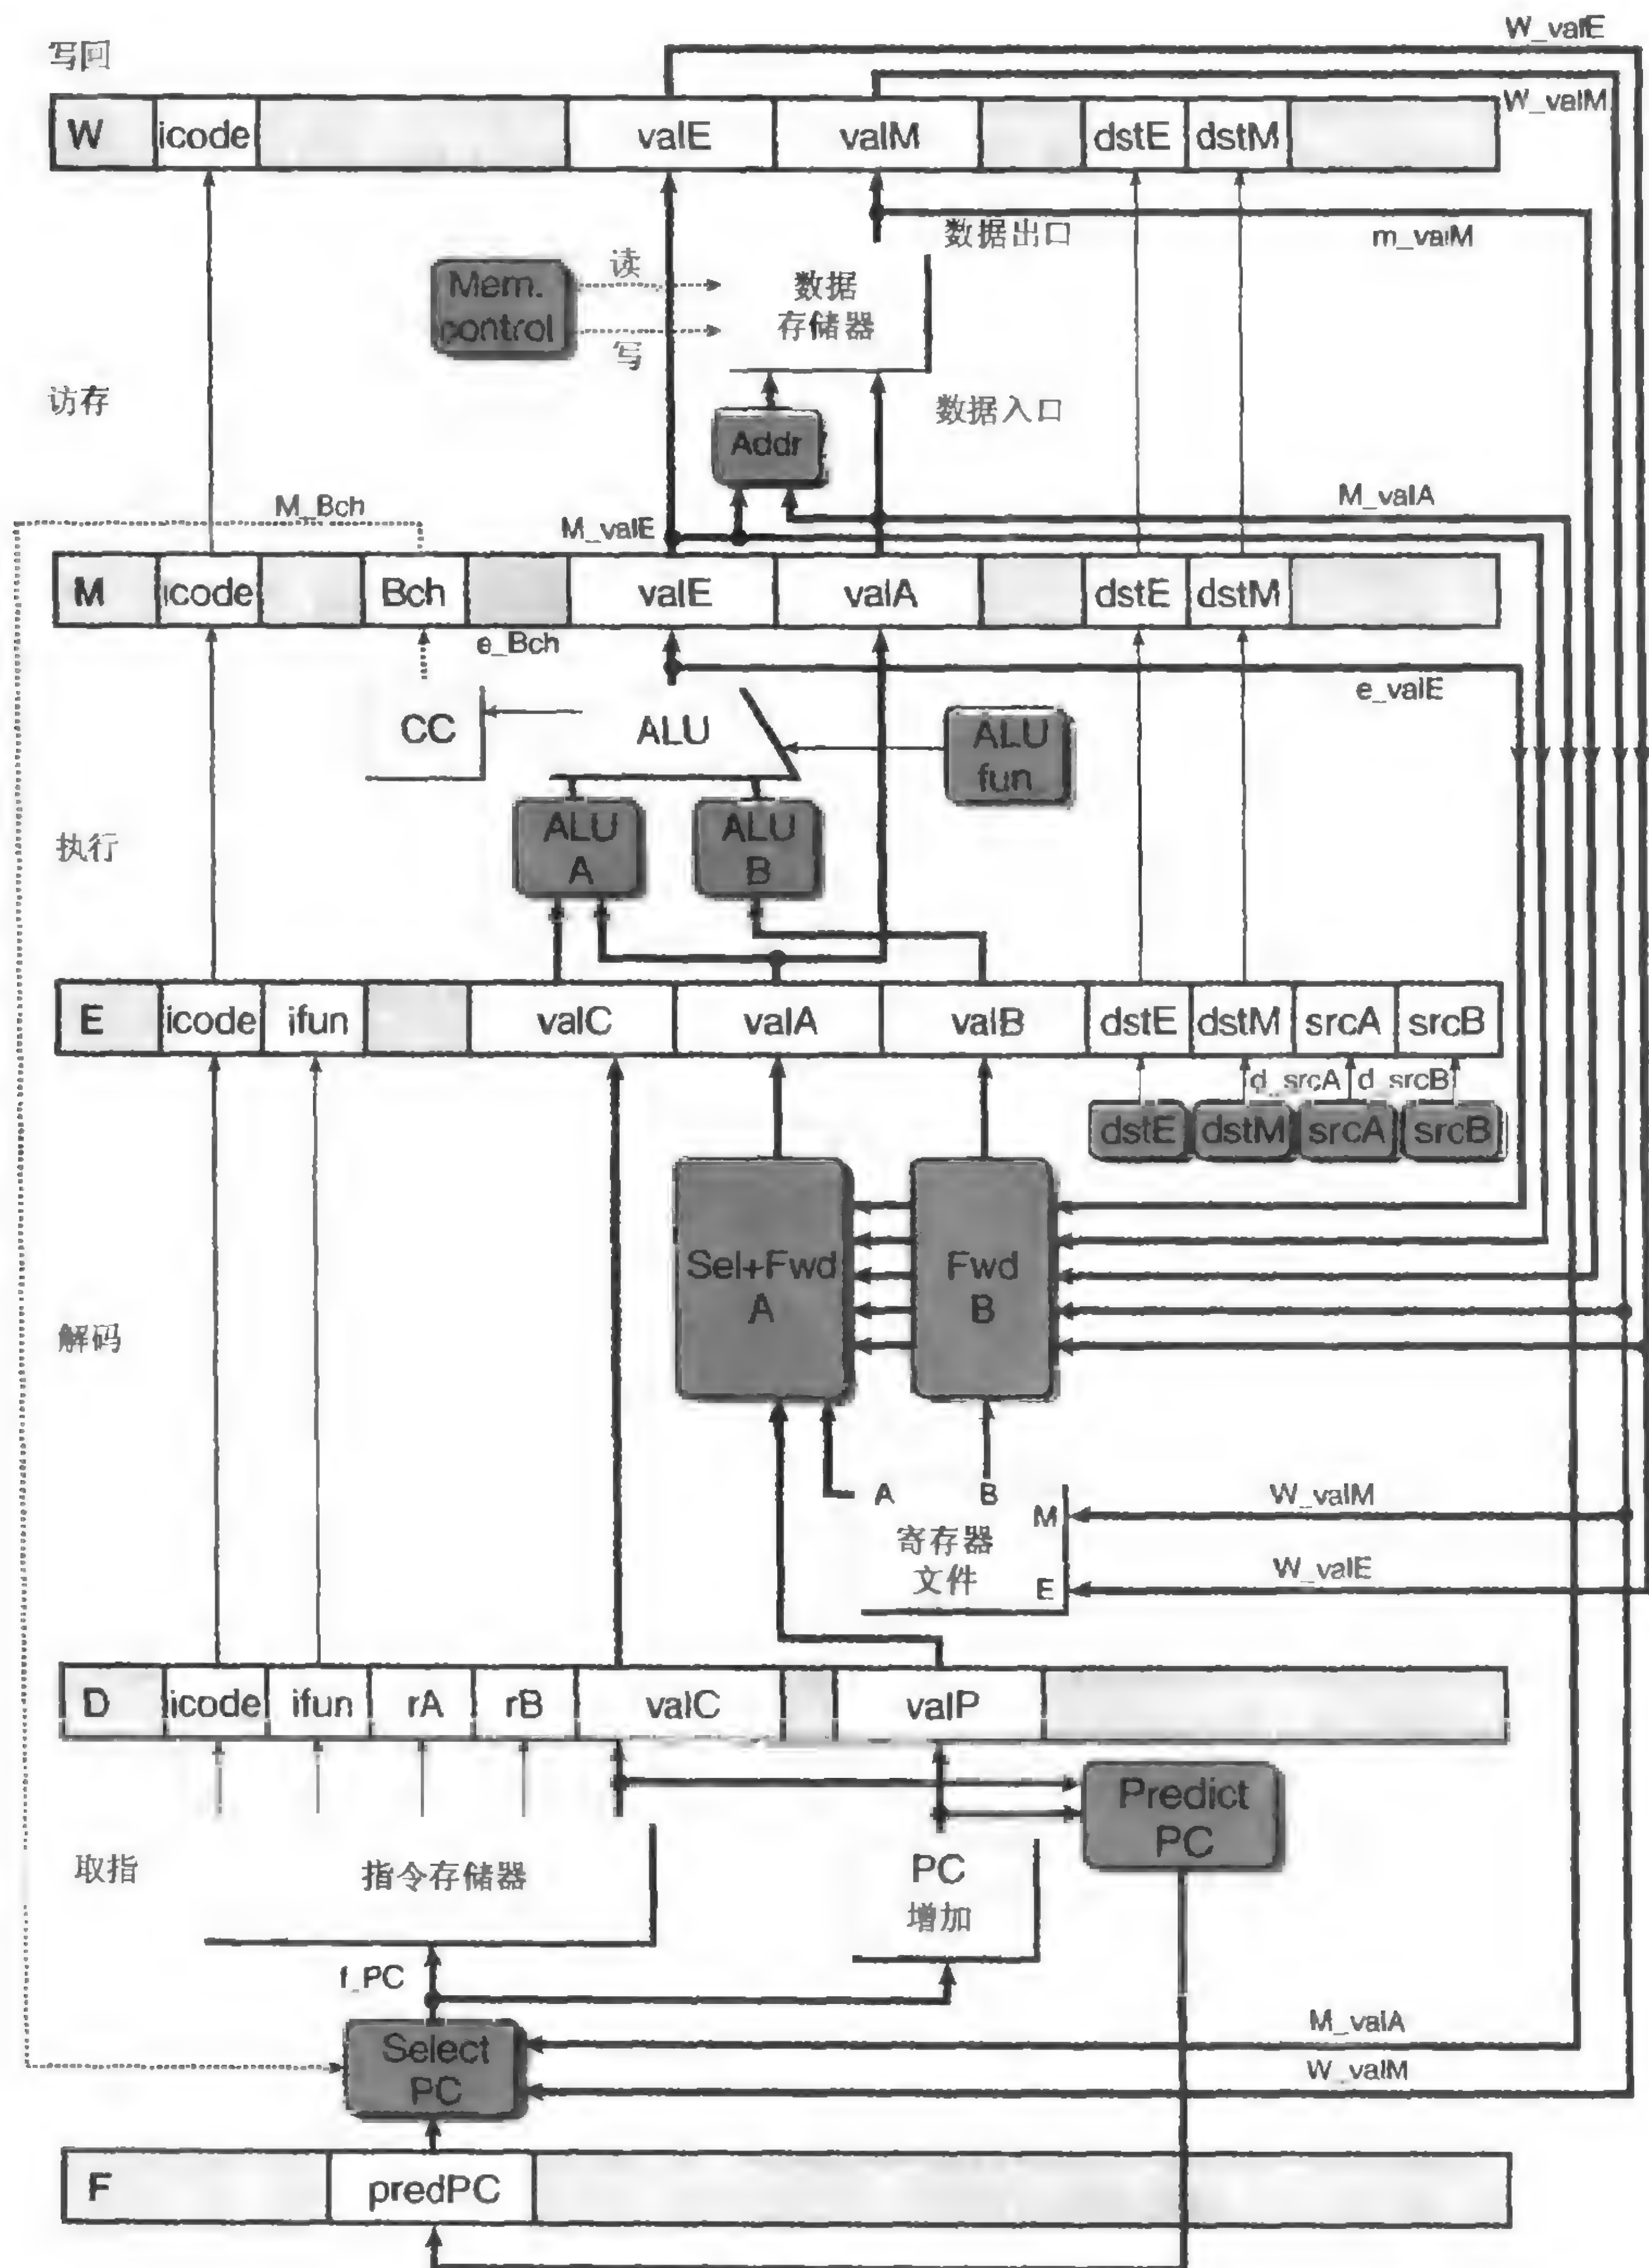 W_valE
写回
W_valM
W icode valE valM dstE dstM
数据出口
m_valM
Mem.
control
读
写
数据
存储器
访存
数据入口
Addr
M_Bch
M_valE
M_valA
M icode Bch valE valA dstE dstM
e_Bch
e_valE
CC
ALU
ALU
fun
执行
ALU
A
ALU
B
E icode ifun valC valA valB dstE dstM srcA srcB
d_srcA
d_srcB
dstE dstM srcA srcB
Sel+Fwd
A
Fwd
B
解码
A
B
M
W_valM
寄存器
文件
E
W_valE
D icode ifun rA rB valC valP
Predict
PC
取指
指令存储器
PC
增加
f_PC
M_valA
Select
PC
W_valM
F predPC